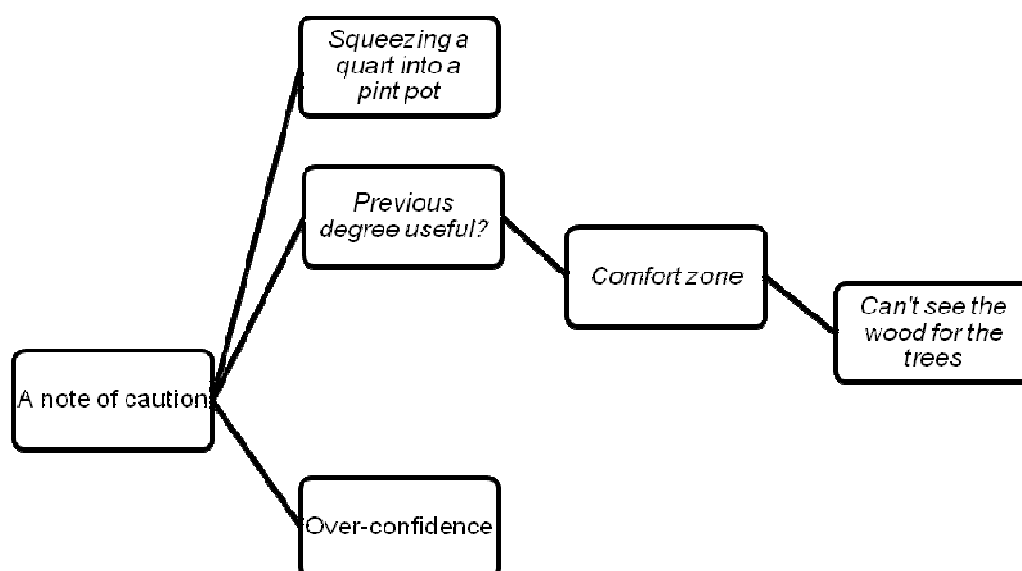 Squeezing a
quart into a
pint pot
Previous
degree useful?
Comfort zone
Can't see the
wood for the
trees
A note of caution
Over-confidence